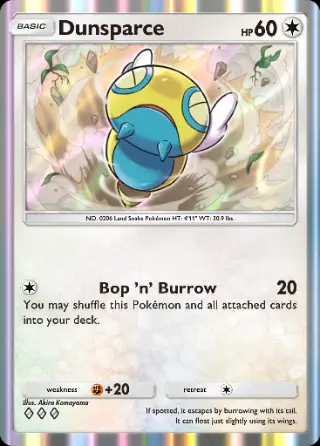 BASIC Dunsparce HP 60
NO. 0206 Land Snake Pokémon HT: 4'11" WT: 30.9 lbs.
Bop 'n' Burrow 20
You may shuffle this Pokémon and all attached cards
into your deck.
weakness +20 retreat
Illus. Akira Komayama
If spotted, it escapes by burrowing with its tail.
It can float just slightly using its wings.